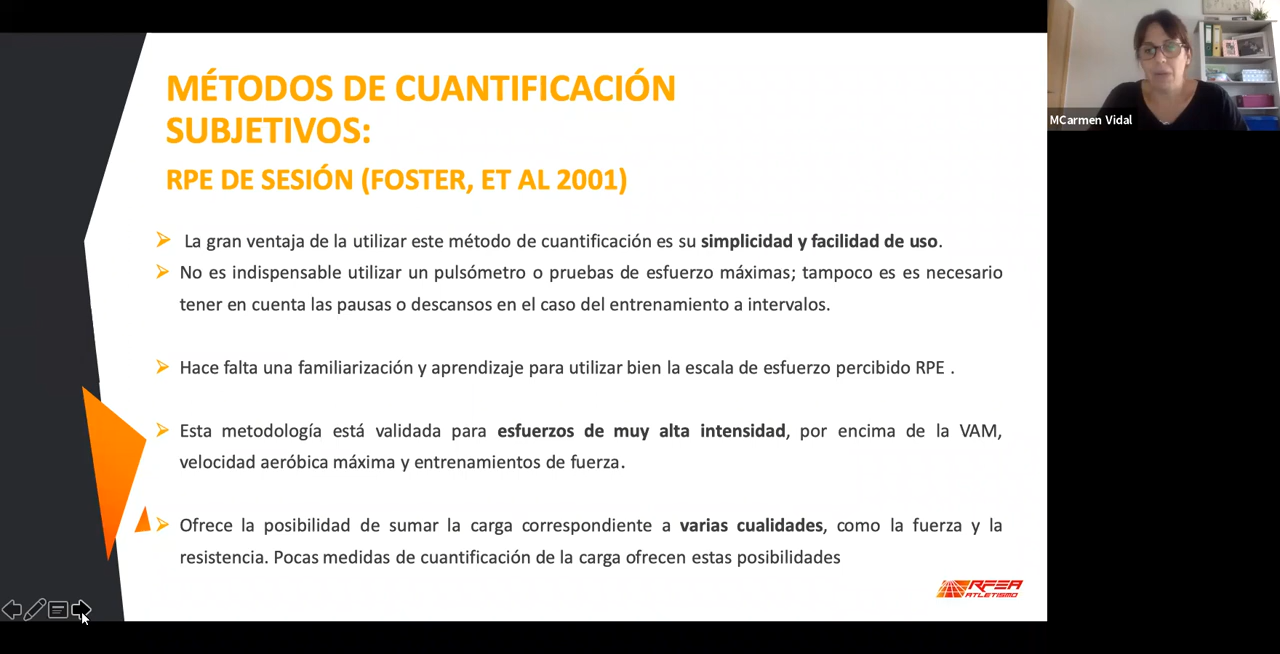 MÉTODOS DE CUANTIFICACIÓN
SUBJETIVOS:
RPE DE SESIÓN (FOSTER, ET AL 2001)
La gran ventaja de la utilizar este método de cuantificación es su simplicidad y facilidad de uso.
No es indispensable utilizar un pulsómetro o pruebas de esfuerzo máximas; tampoco es es necesario
tener en cuenta las pausas o descansos en el caso del entrenamiento a intervalos.
Hace falta una familiarización y aprendizaje para utilizar bien la escala de esfuerzo percibido RPE .
Esta metodología está validada para esfuerzos de muy alta intensidad, por encima de la VAM,
velocidad aeróbica máxima y entrenamientos de fuerza.
Ofrece la posibilidad de sumar la carga correspondiente a varias cualidades, como la fuerza y la
resistencia. Pocas medidas de cuantificación de la carga ofrecen estas posibilidades
RFEA
ATLETISMO
MCarmen Vidal